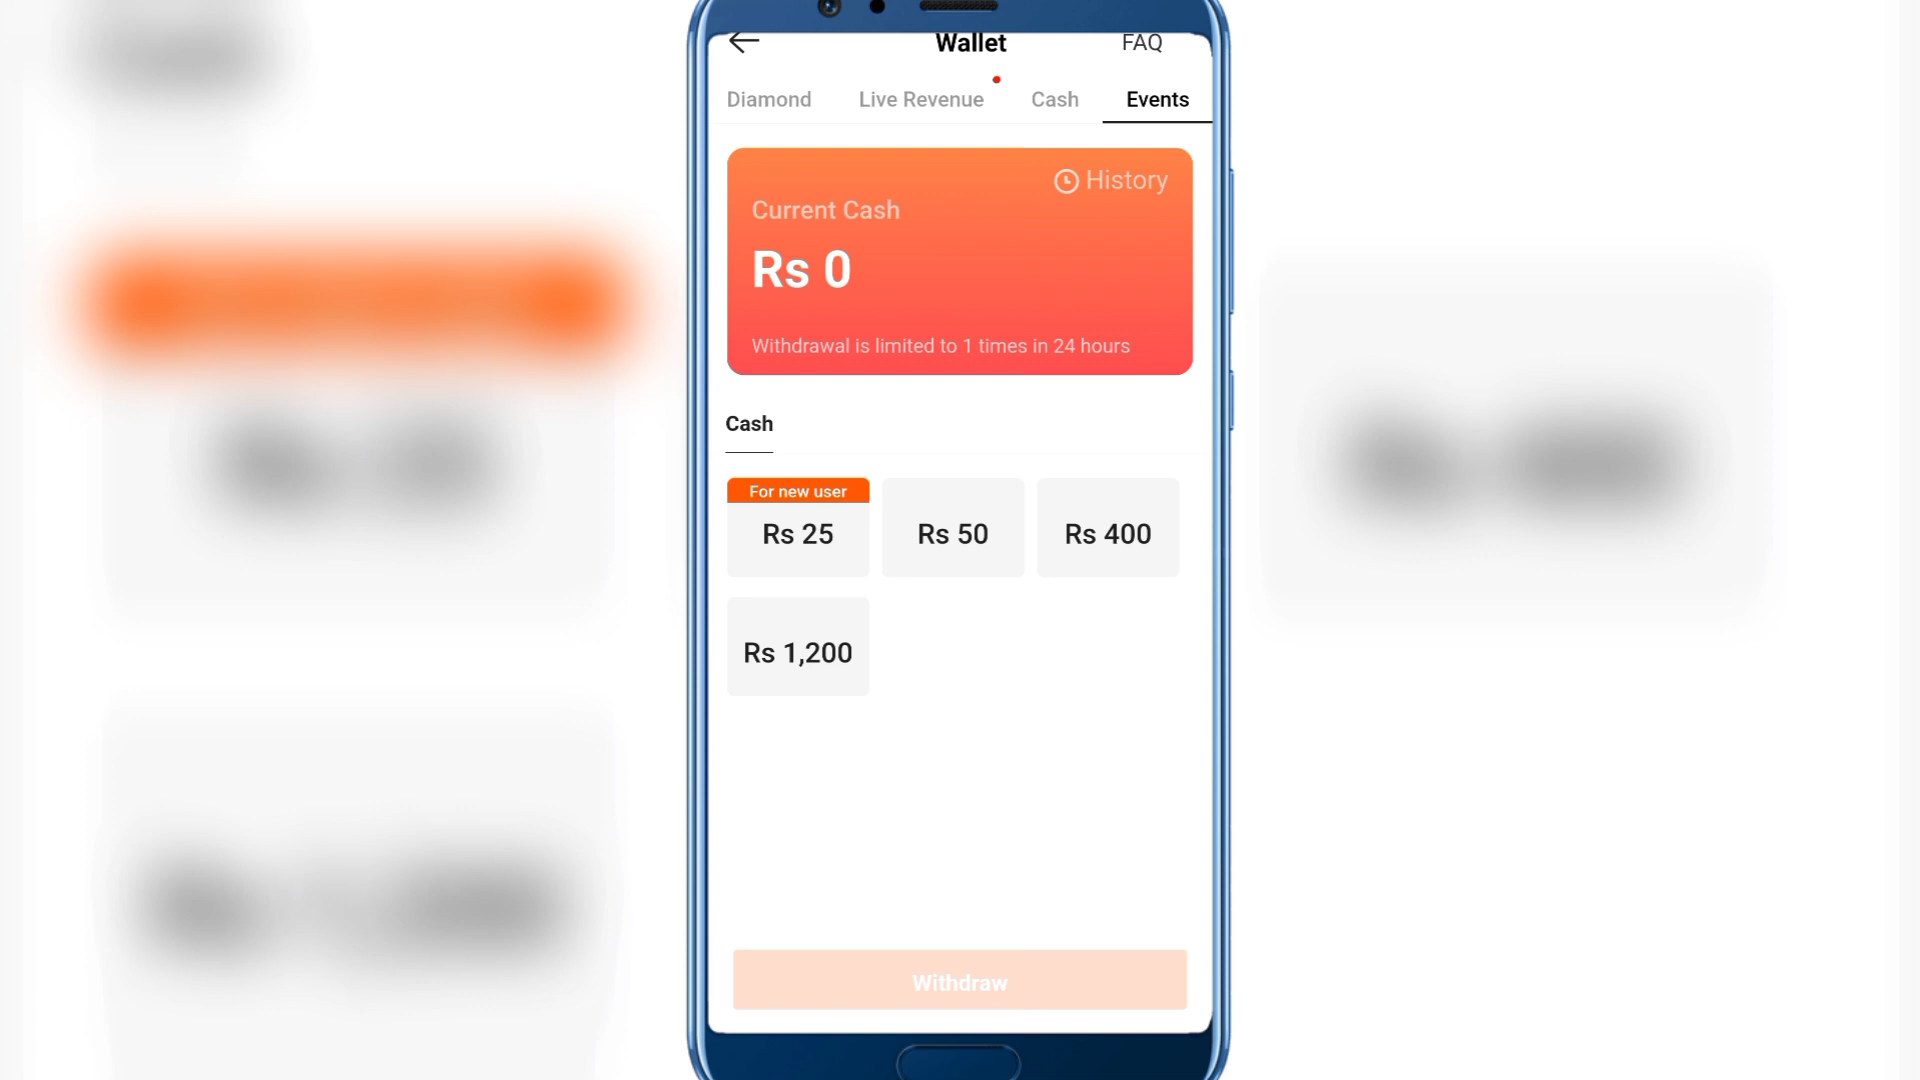 Wallet FAQ
Diamond Live Revenue Cash Events
History
Current Cash
Rs 0
Withdrawal is limited to 1 times in 24 hours
Cash
For new user
Rs 25 Rs 50 Rs 400
Rs 1,200
Withdraw